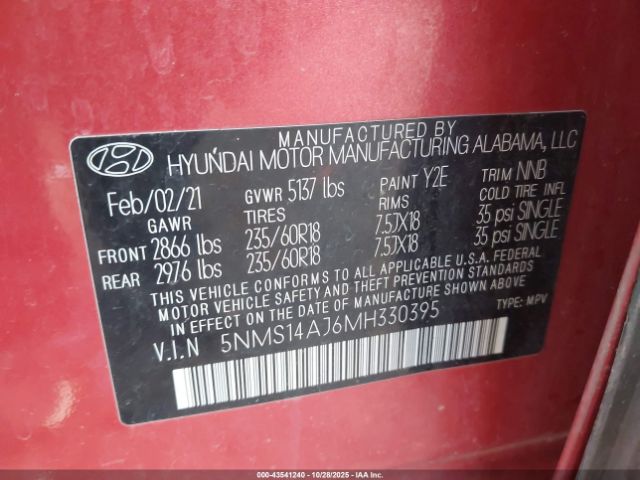 MANUFACTURED BY
HYUNDAI MOTOR MANUFACTURING ALABAMA, LLC
Feb/02/21 GVWR 5137 lbs PAINT Y2E TRIM NNB
GAWR TIRES RIMS COLD TIRE INFL
FRONT 2866 lbs 235/60R18 7.5JX18 35 psi SINGLE
REAR 2976 lbs 235/60R18 7.5JX18 35 psi SINGLE
THIS VEHICLE CONFORMS TO ALL APPLICABLE U.S.A. FEDERAL
MOTOR VEHICLE SAFETY AND THEFT PREVENTION STANDARDS
IN EFFECT ON THE DATE OF MANUFACTURE SHOWN ABOVE
V.I.N 5NMS14AJ6MH330395 TYPE: MPV
000-43541240 - 10/28/2025 - IAAI.COM